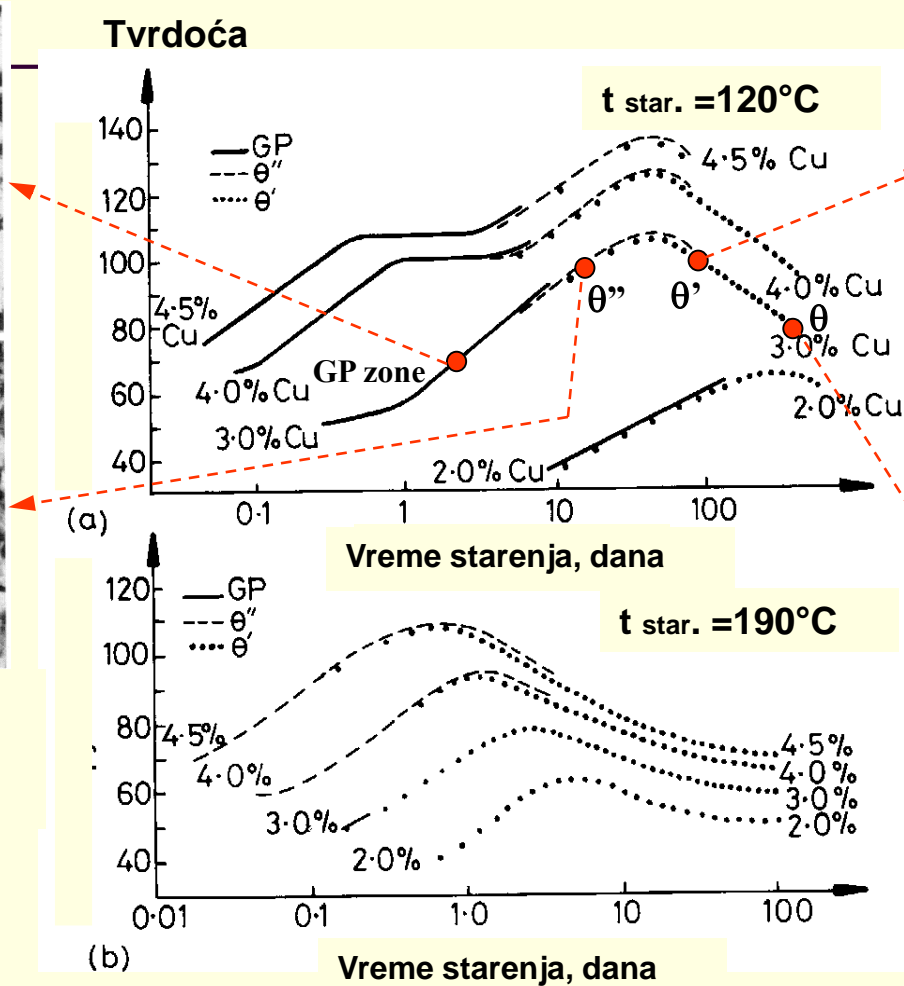 Tvrdoća
t star. =120°C
140
120
100
80
60
40
GP
θ″
θ′
4·5% Cu
4·0% Cu
3·0% Cu
2·0% Cu
4·5% Cu
4·0% Cu
3·0% Cu
2·0% Cu
GP zone
θ”
θ’
θ
(a)
0·1 1 10 100
Vreme starenja, dana
t star. =190°C
120
100
80
60
40
GP
θ″
θ′
4·5%
4·0%
3·0%
2·0%
4·5%
4·0%
3·0%
2·0%
0·01 0·1 1·0 10 100
(b)
Vreme starenja, dana